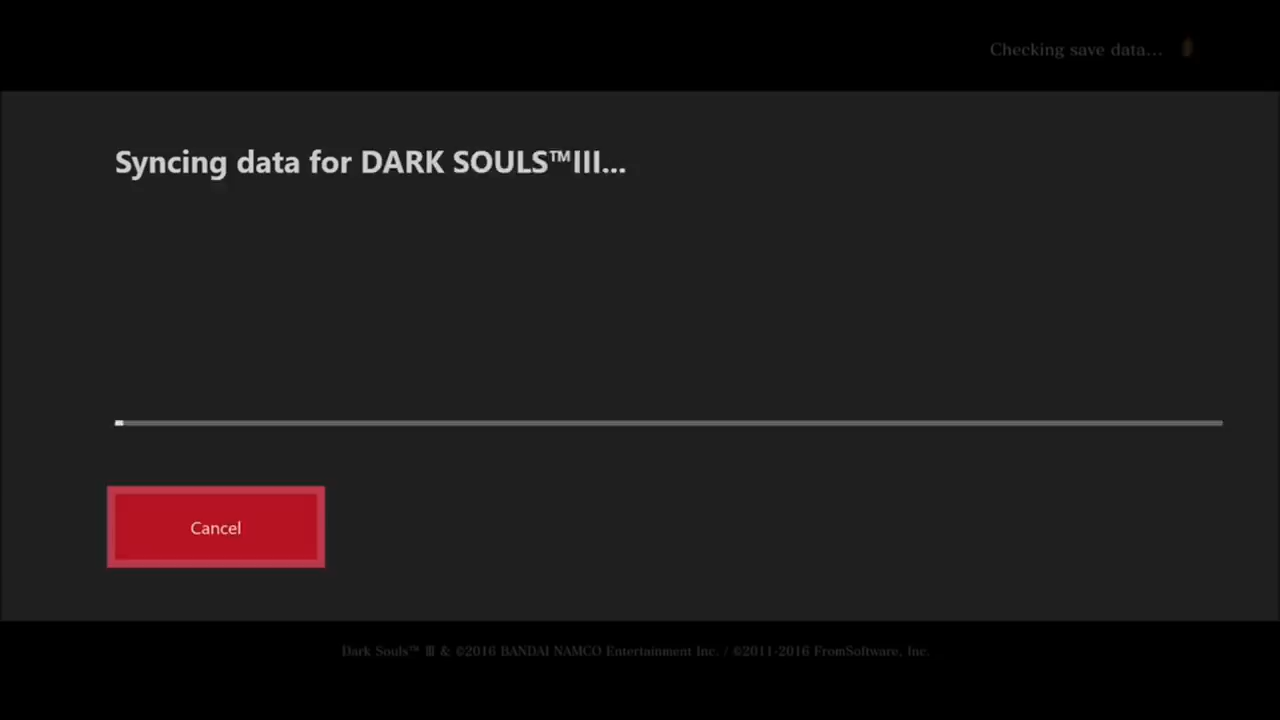 Checking save data...
Syncing data for DARK SOULS™III...
Cancel
Dark Souls™ Ⅲ & ©2016 BANDAI NAMCO Entertainment Inc. / ©2011-2016 FromSoftware, Inc.